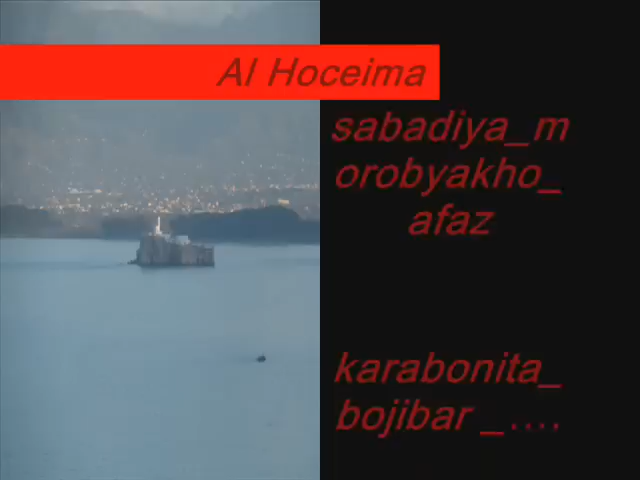 Al Hoceima
sabadiya_m
orobyakho_
afaz
karabonita_
bojibar _....